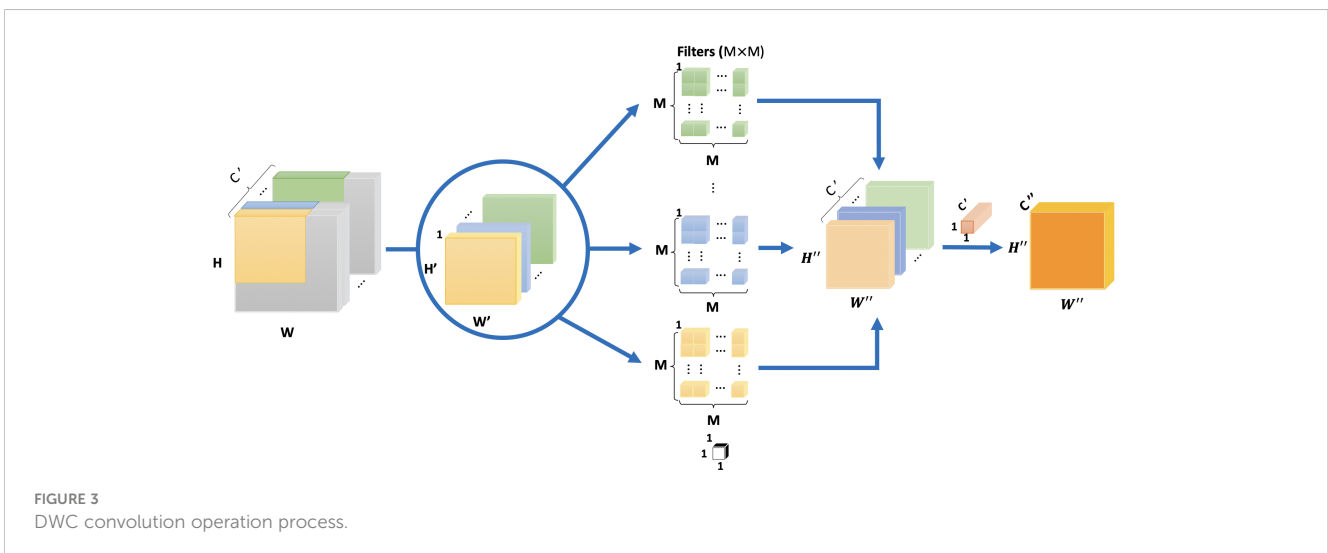 Filters (M×M)
1
... ...
M
⋮ ⋮ ⋮
...
M
⋮
C'
...
H
...
W
...
1
H'
...
W'
1
... ...
M
⋮ ⋮ ⋮
...
M
1
... ...
M
⋮ ⋮ ⋮
...
M
1
1
1
C'
...
H''
...
W''
C'
1
1
C''
H''
W''
FIGURE 3
DWC convolution operation process.